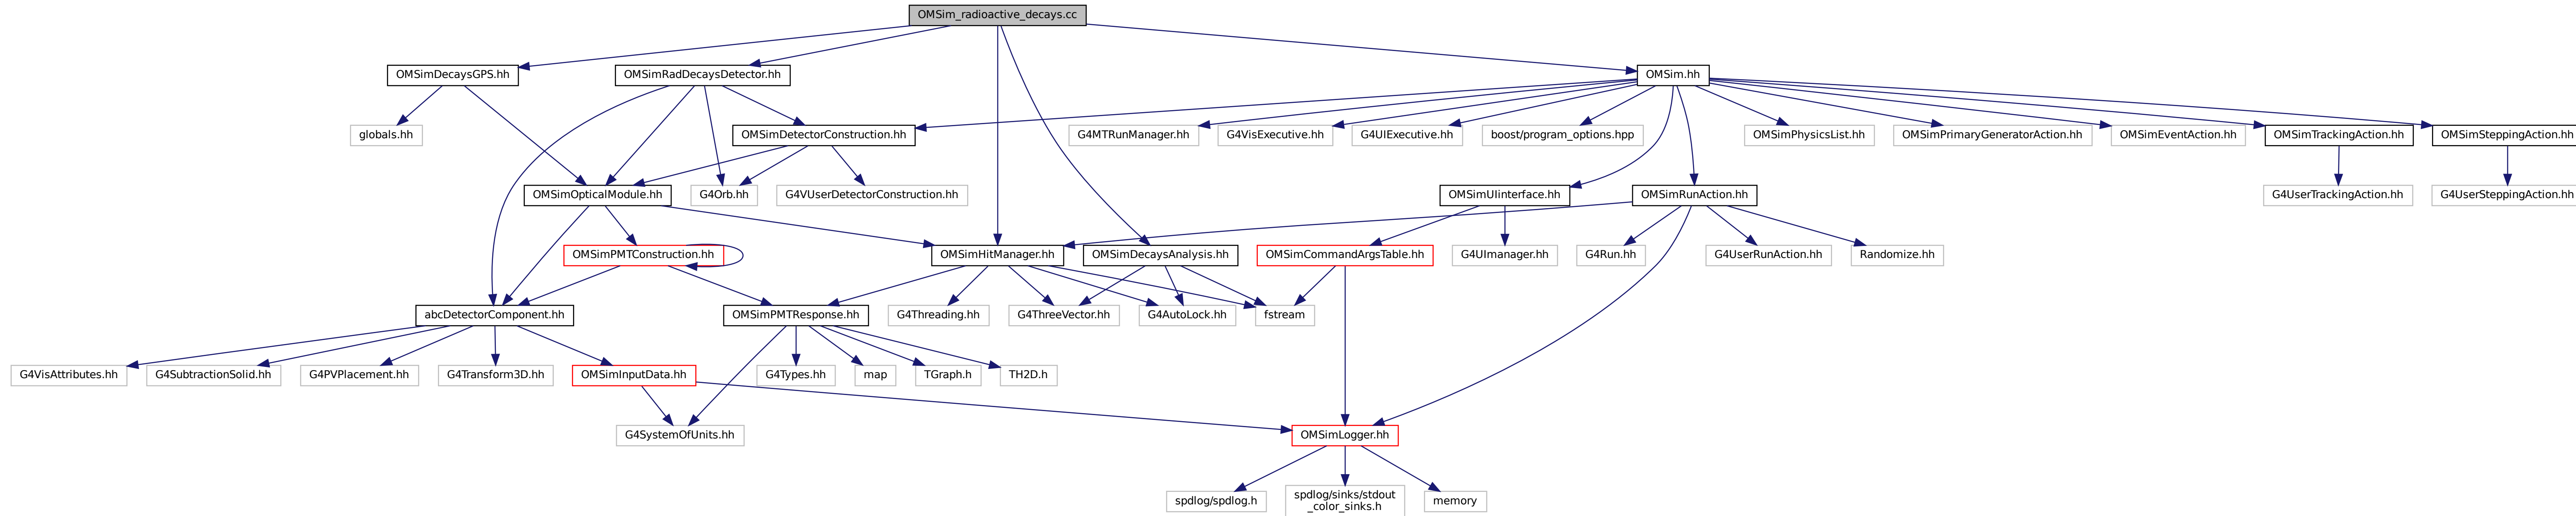 OMSim_radioactive_decays.cc
OMSimDecaysGPS.hh
OMSimRadDecaysDetector.hh
OMSim.hh
globals.hh
OMSimDetectorConstruction.hh
G4MTRunManager.hh
G4VisExecutive.hh
G4UIExecutive.hh
boost/program_options.hpp
OMSimPhysicsList.hh
OMSimPrimaryGeneratorAction.hh
OMSimEventAction.hh
OMSimTrackingAction.hh
OMSimSteppingAction.hh
OMSimOpticalModule.hh
G4Orb.hh
G4VUserDetectorConstruction.hh
OMSimUIinterface.hh
OMSimRunAction.hh
G4UserTrackingAction.hh
G4UserSteppingAction.hh
OMSimPMTConstruction.hh
OMSimHitManager.hh
OMSimDecaysAnalysis.hh
OMSimCommandArgsTable.hh
G4UImanager.hh
G4Run.hh
G4UserRunAction.hh
Randomize.hh
abcDetectorComponent.hh
OMSimPMTResponse.hh
G4Threading.hh
G4ThreeVector.hh
G4AutoLock.hh
fstream
G4VisAttributes.hh
G4SubtractionSolid.hh
G4PVPlacement.hh
G4Transform3D.hh
OMSimInputData.hh
G4Types.hh
map
TGraph.h
TH2D.h
G4SystemOfUnits.hh
OMSimLogger.hh
spdlog/spdlog.h
spdlog/sinks/stdout
_color_sinks.h
memory